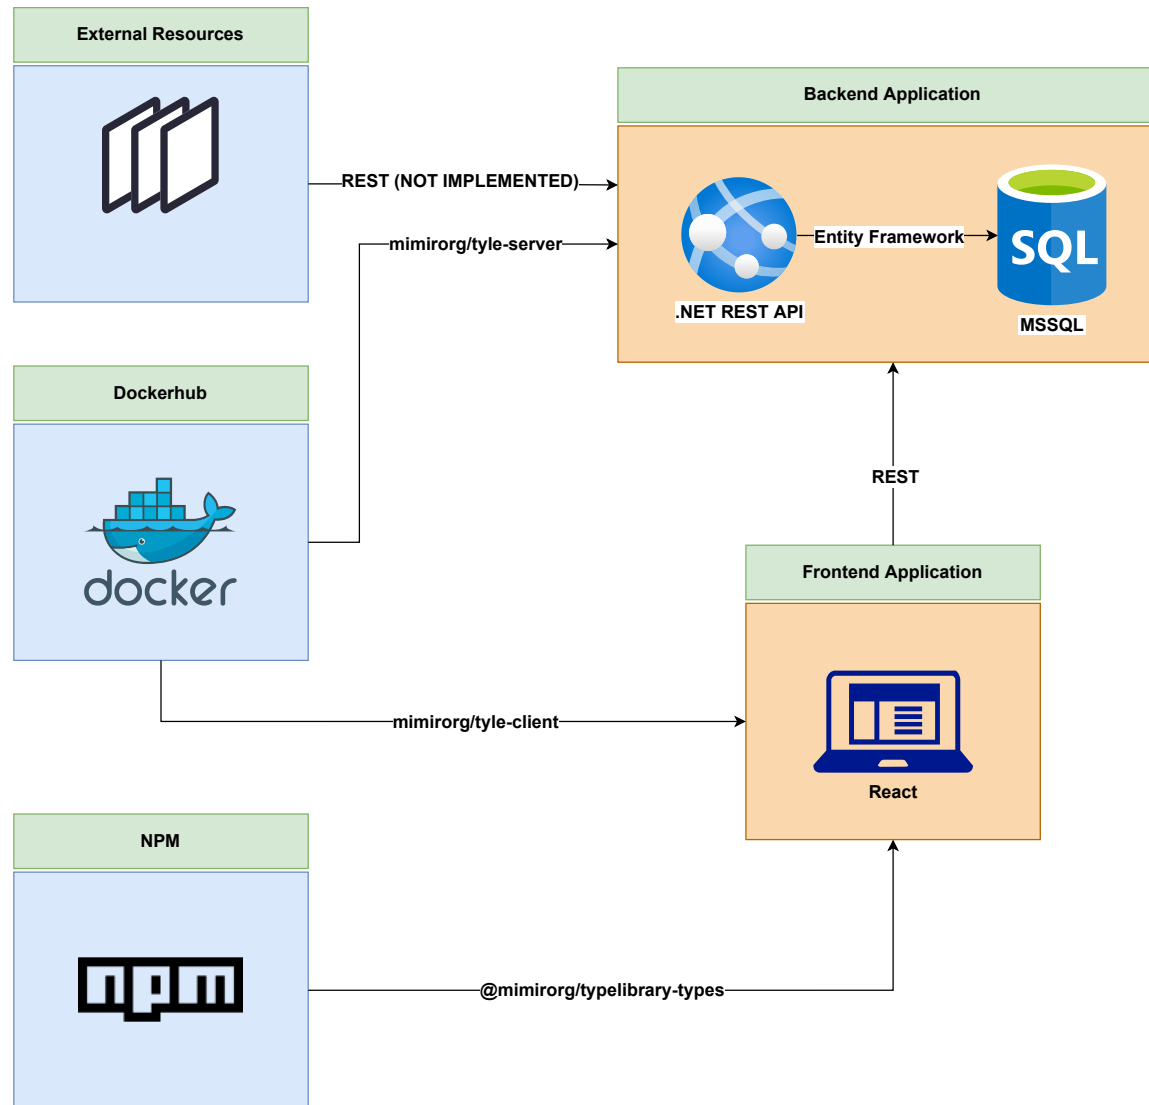 External Resources
Backend Application
REST (NOT IMPLEMENTED)
mimirorg/tyle-server
Entity Framework
SQL
.NET REST API
MSSQL
Dockerhub
docker
REST
Frontend Application
mimirorg/tyle-client
React
NPM
npm
@mimirorg/typelibrary-types